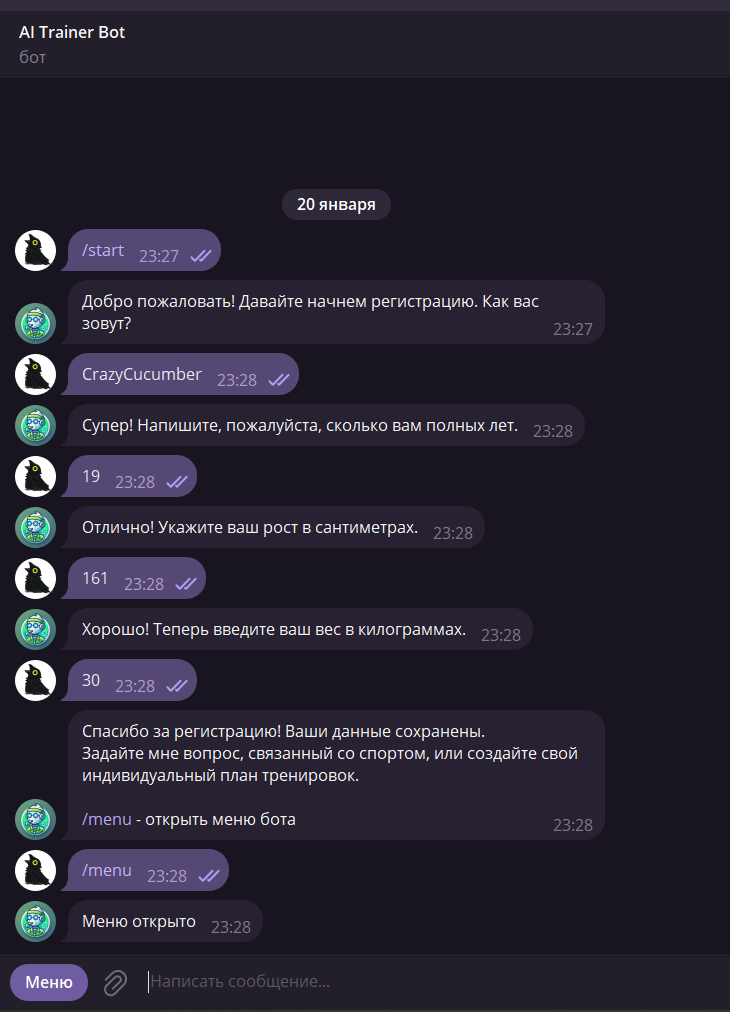 AI Trainer Bot
бот
20 января
/start 23:27
Добро пожаловать! Давайте начнем регистрацию. Как вас
зовут? 23:27
CrazyCucumber 23:28
Супер! Напишите, пожалуйста, сколько вам полных лет. 23:28
19 23:28
Отлично! Укажите ваш рост в сантиметрах. 23:28
161 23:28
Хорошо! Теперь введите ваш вес в килограммах. 23:28
30 23:28
Спасибо за регистрацию! Ваши данные сохранены.
Задайте мне вопрос, связанный со спортом, или создайте свой
индивидуальный план тренировок.
/menu - открыть меню бота 23:28
/menu 23:28
Меню открыто 23:28
Меню Написать сообщение...